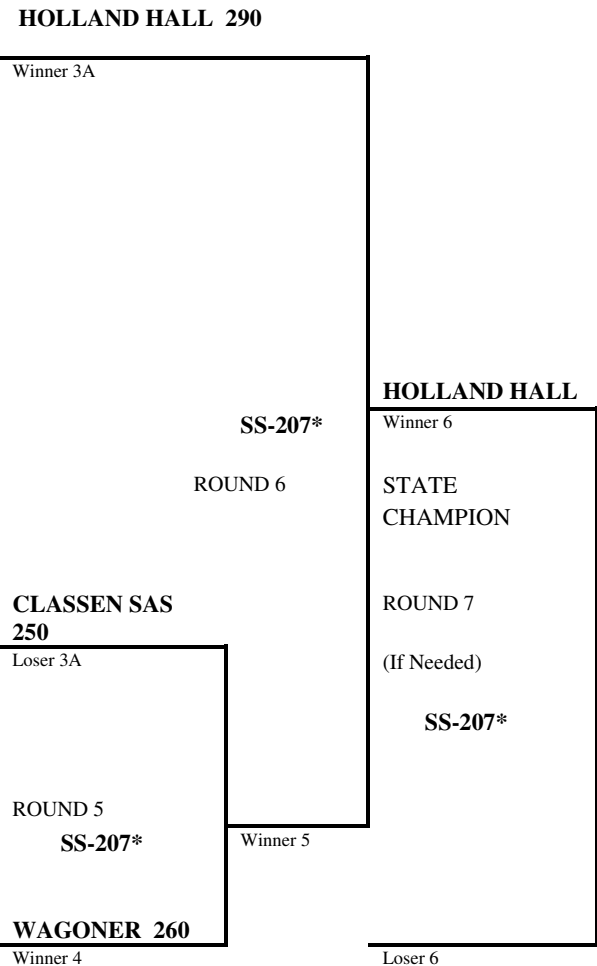 HOLLAND HALL 290
Winner 3A
HOLLAND HALL
SS-207*
Winner 6
ROUND 6
STATE
CHAMPION
CLASSEN SAS
250
ROUND 7
Loser 3A
(If Needed)
SS-207*
ROUND 5
SS-207*
Winner 5
WAGONER 260
Winner 4
Loser 6